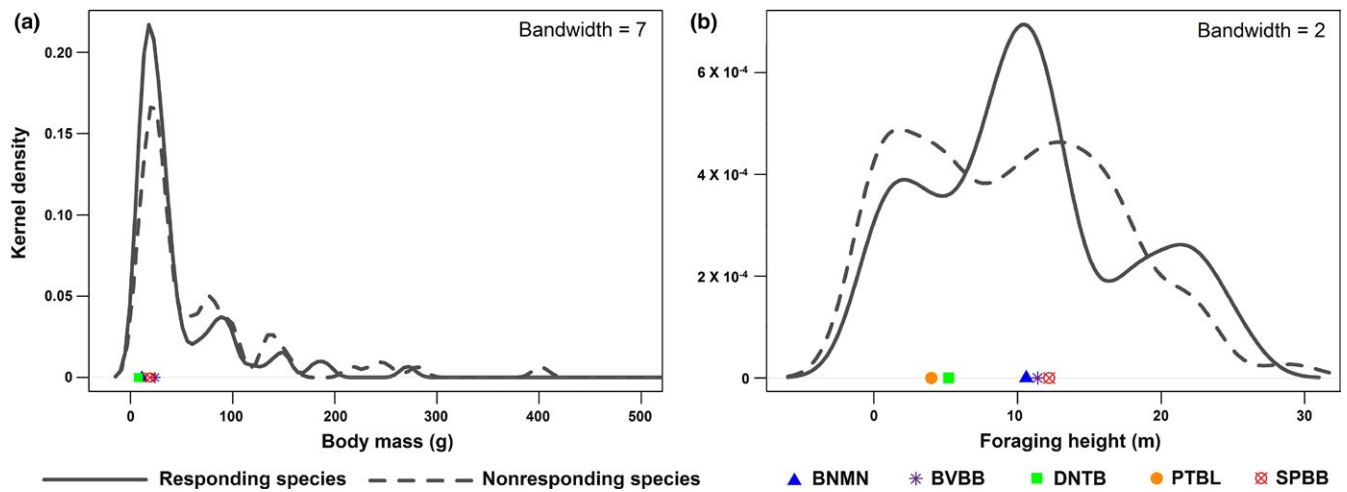 (a)
Bandwidth = 7
Kernel density
0.20
0.15
0.10
0.05
0
0 100 200 300 400 500
Body mass (g)
(b)
Bandwidth = 2
6 X 10⁻⁴
4 X 10⁻⁴
2 X 10⁻⁴
0
0 10 20 30
Foraging height (m)
Responding species Nonresponding species BNMN BVBB DNTB PTBL SPBB